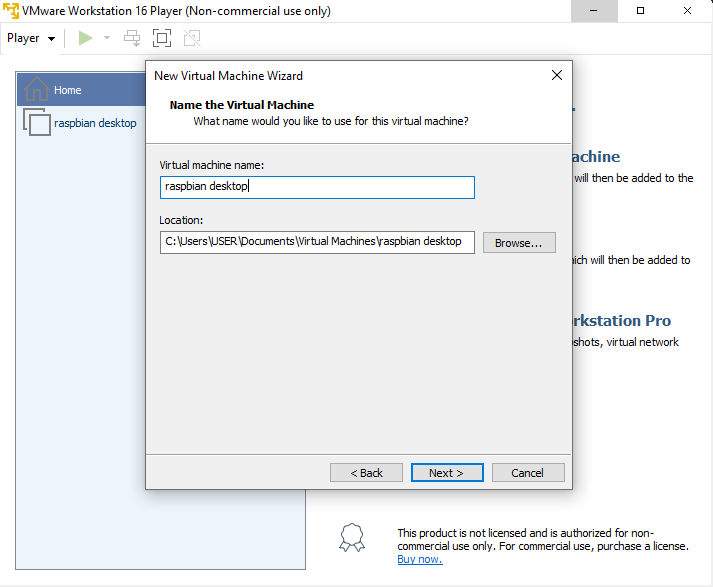 VMware Workstation 16 Player (Non-commercial use only)
Player
Home
raspbian desktop
New Virtual Machine Wizard
Name the Virtual Machine
What name would you like to use for this virtual machine?
Virtual machine name:
raspbian desktop
Location:
C:\Users\USER\Documents\Virtual Machines\raspbian desktop
Browse...
< Back
Next >
Cancel
achine
will then be added to the
ich will then be added to
rkstation Pro
shots, virtual network
This product is not licensed and is authorized for non-
commercial use only. For commercial use, purchase a license.
Buy now.